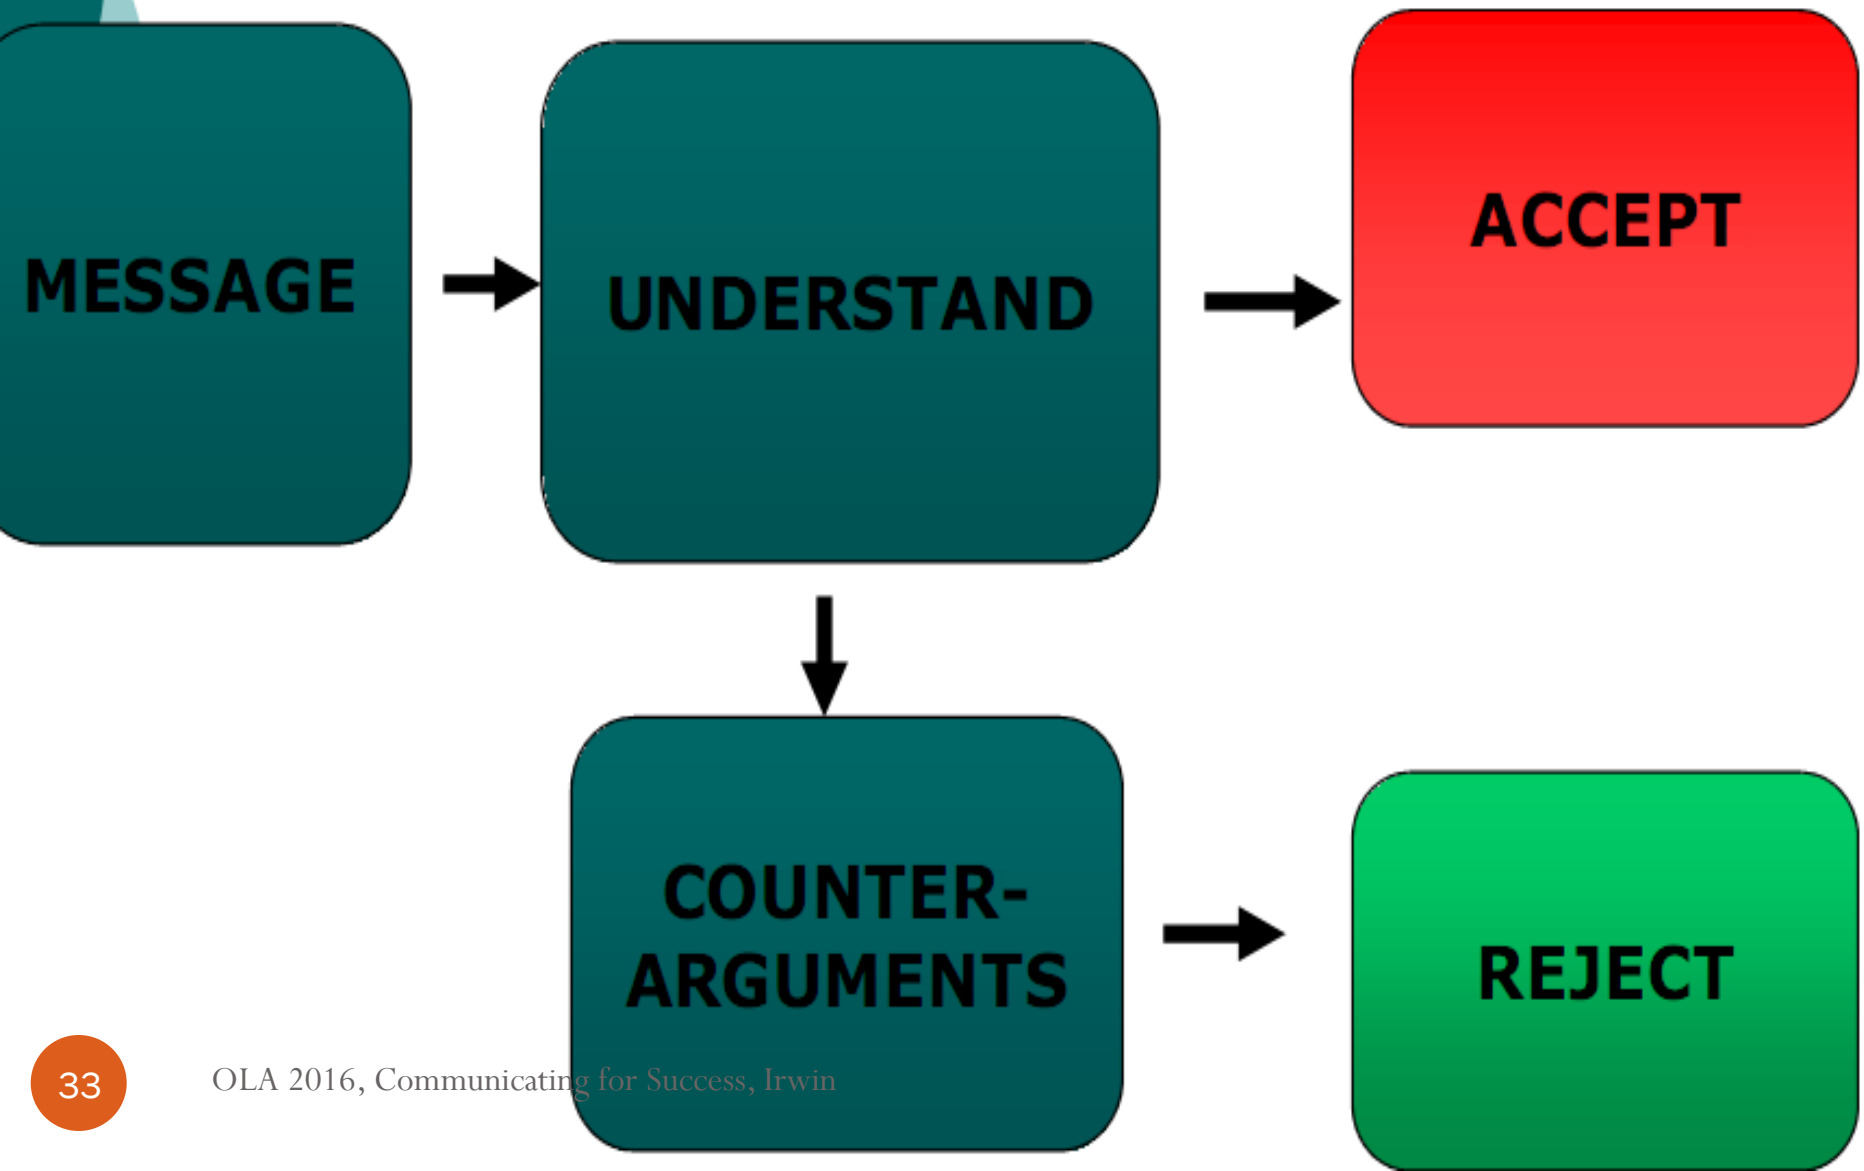 MESSAGE
UNDERSTAND
ACCEPT
COUNTER-
ARGUMENTS
REJECT
33
OLA 2016, Communicating for Success, Irwin